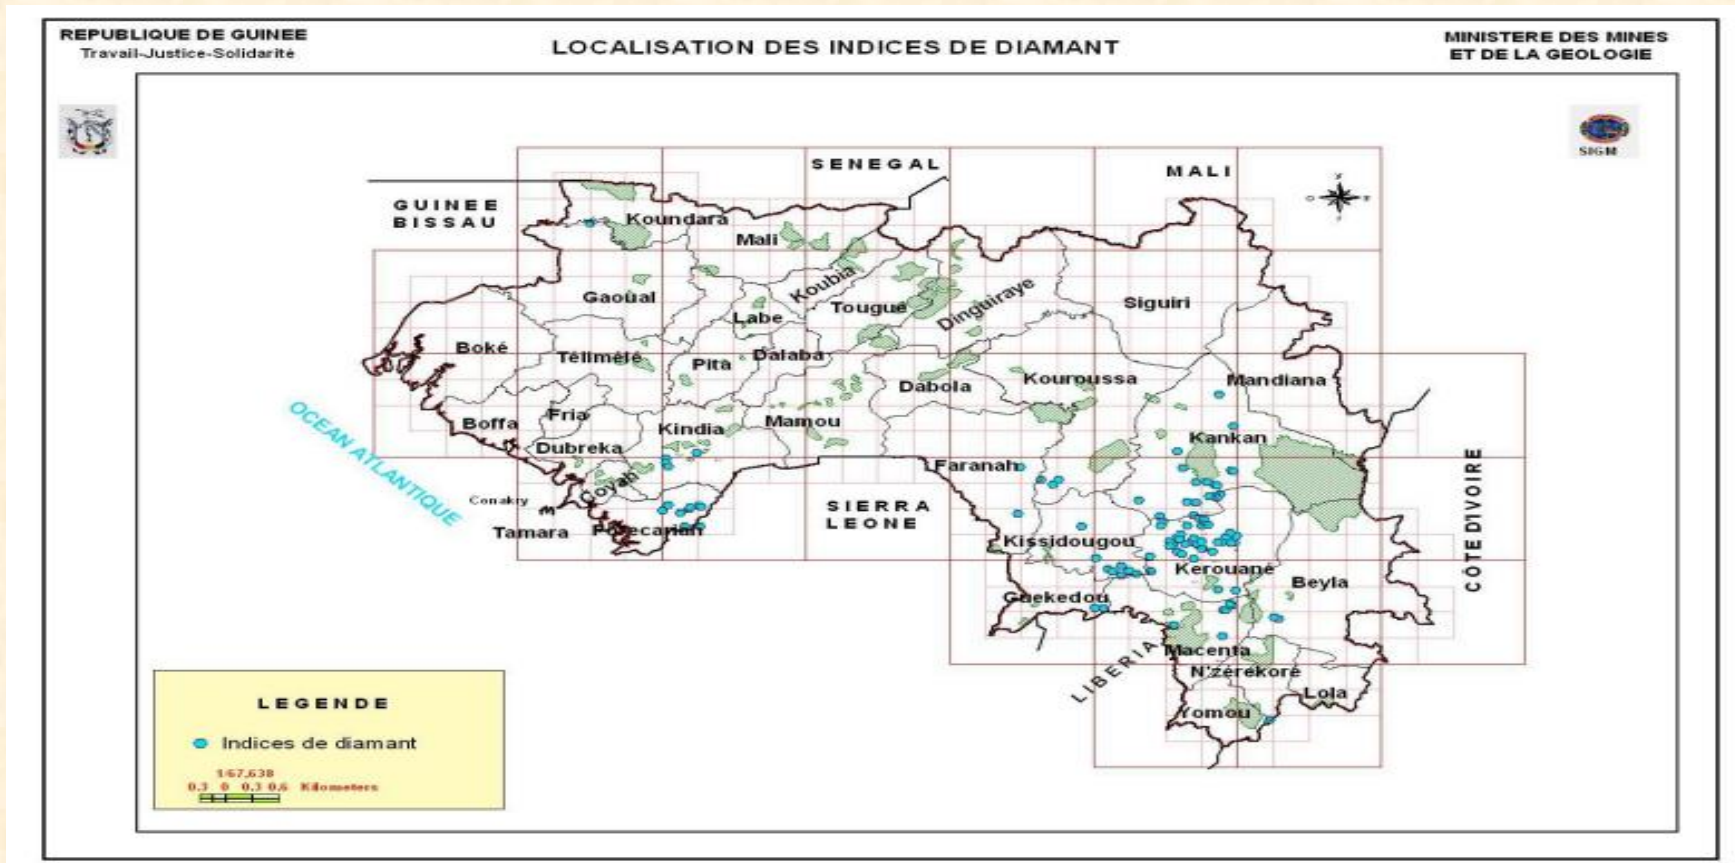 REPUBLIQUE DE GUINEE
Travail-Justice-Solidarité
LOCALISATION DES INDICES DE DIAMANT
MINISTERE DES MINES
ET DE LA GEOLOGIE
SIGM
SENEGAL
MALI
GUINEE
BISSAU
Koundara
Mali
Koubia
Gaoual
Labe
Tougue
Dinguiraye
Siguiri
Boké
Télimélé
Pita
Dalaba
Dabola
Kouroussa
Mandiana
OCEAN ATLANTIQUE
Boffa
Fria
Kindia
Mamou
Dubreka
Kankan
Coyah
Faranah
Conakry
Tamara
Forecariah
SIERRA
LEONE
CÔTE D'IVOIRE
Kissidougou
Kerouané
Beyla
Guekedou
LIBERIA
Macenta
N'zérekoré
Lola
Yomou
LEGENDE
Indices de diamant
1:67,638
0.3 0 0.3 0.6 Kilometers